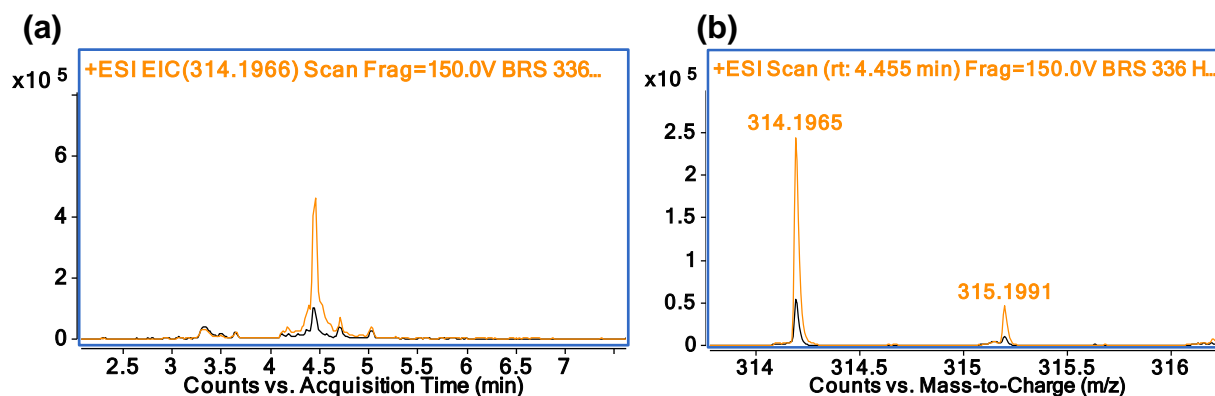 (a)
+ESI EIC(314.1966) Scan Frag=150.0V BRS 336...
x10 5
6
4
2
0
2.5 3 3.5 4 4.5 5 5.5 6 6.5 7
Counts vs. Acquisition Time (min)
(b)
+ESI Scan (rt: 4.455 min) Frag=150.0V BRS 336 H...
x10 5
2.5
2
1.5
1
0.5
0
314.1965
315.1991
314 314.5 315 315.5 316
Counts vs. Mass-to-Charge (m/z)